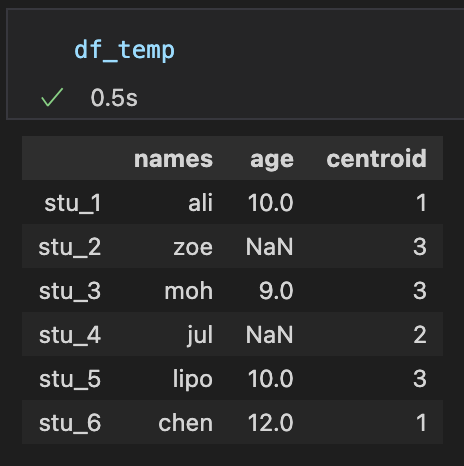 df_temp
0.5s
names age centroid
stu_1 ali 10.0 1
stu_2 zoe NaN 3
stu_3 moh 9.0 3
stu_4 jul NaN 2
stu_5 lipo 10.0 3
stu_6 chen 12.0 1